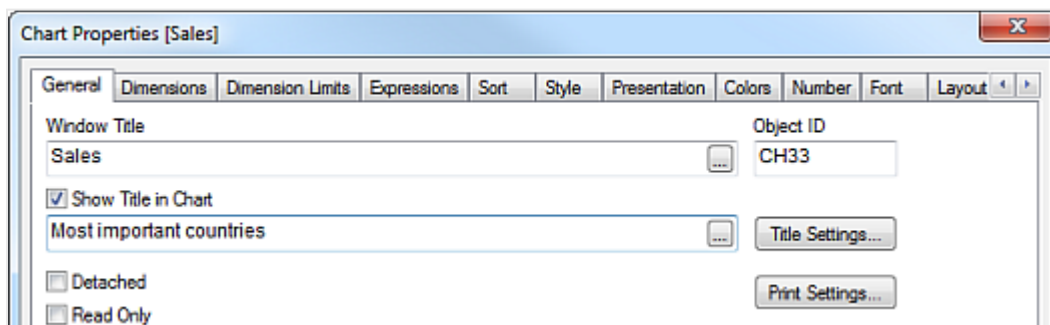 Chart Properties [Sales]
General Dimensions Dimension Limits Expressions Sort Style Presentation Colors Number Font Layout
Window Title Object ID
Sales ... CH33
Show Title in Chart
Most important countries ... Title Settings...
Detached Print Settings...
Read Only